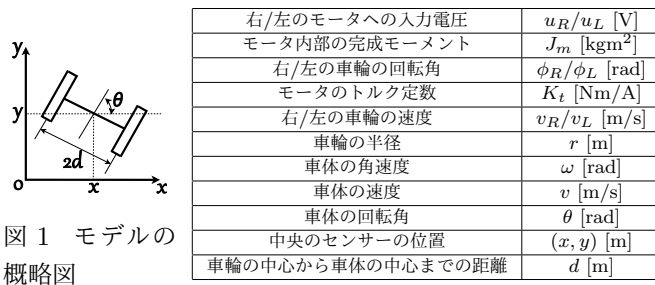 y
y
θ
2d
o
x
x
図 1 モデルの
概略図
右/左のモータへの入力電圧 u_R/u_L [V]
モータ内部の完成モーメント J_m [kgm²]
右/左の車輪の回転角 ϕ_R/ϕ_L [rad]
モータのトルク定数 K_t [Nm/A]
右/左の車輪の速度 v_R/v_L [m/s]
車輪の半径 r [m]
車体の角速度 ω [rad]
車体の速度 v [m/s]
車体の回転角 θ [rad]
中央のセンサーの位置 (x, y) [m]
車輪の中心から車体の中心までの距離 d [m]